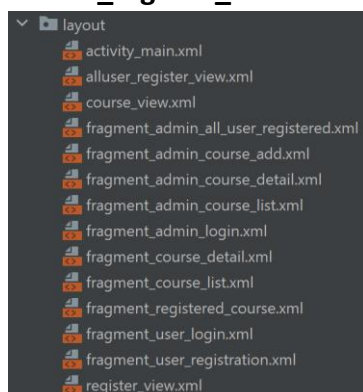 layout
activity_main.xml
alluser_register_view.xml
course_view.xml
fragment_admin_all_user_registered.xml
fragment_admin_course_add.xml
fragment_admin_course_detail.xml
fragment_admin_course_list.xml
fragment_admin_login.xml
fragment_course_detail.xml
fragment_course_list.xml
fragment_registered_course.xml
fragment_user_login.xml
fragment_user_registration.xml
register_view.xml